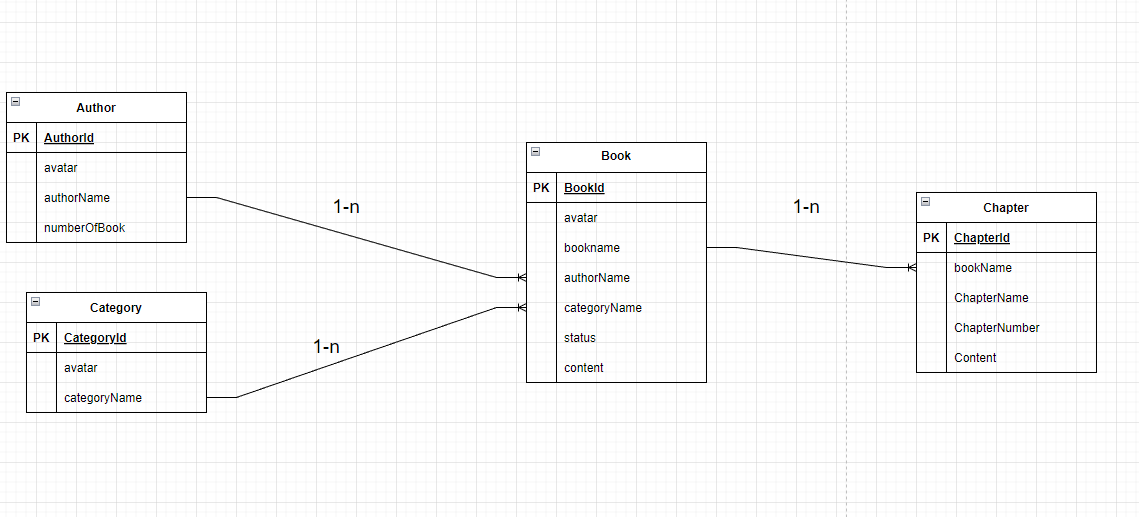 Author
PK AuthorId
avatar
authorName
numberOfBook
1-n
Category
PK CategoryId
avatar
categoryName
1-n
Book
PK BookId
avatar
bookname
authorName
categoryName
status
content
1-n
Chapter
PK ChapterId
bookName
ChapterName
ChapterNumber
Content